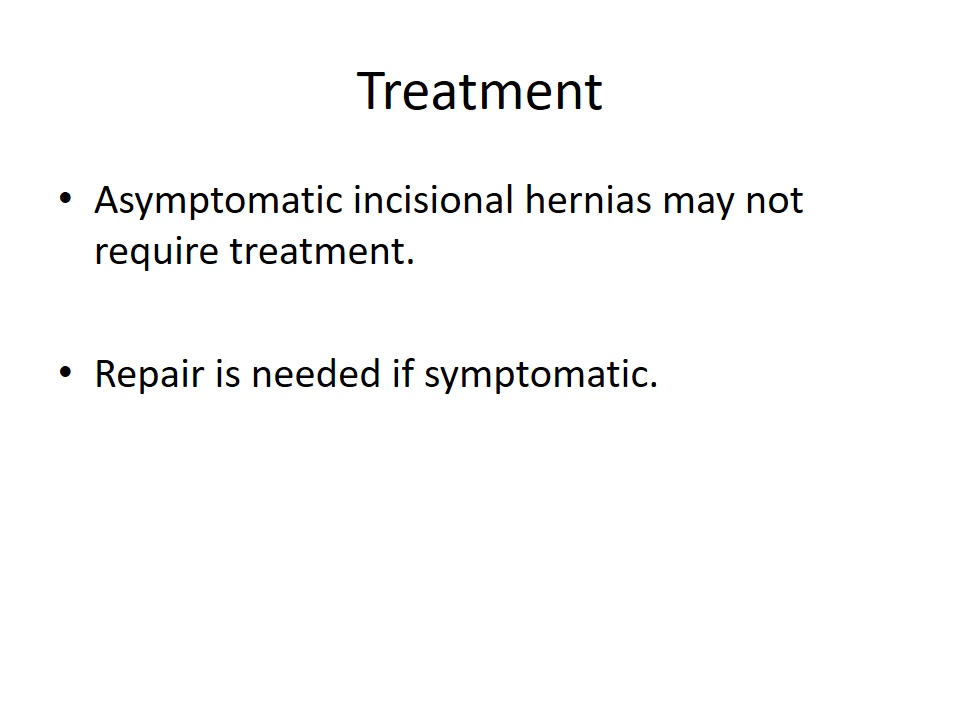 Treatment
• Asymptomatic incisional hernias may not
require treatment.
• Repair is needed if symptomatic.